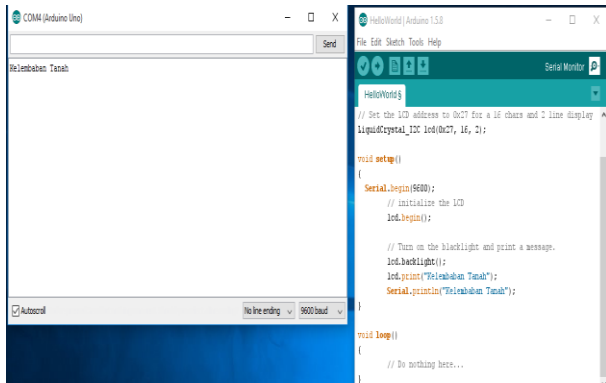 COM4 (Arduino Uno)
Send
Kelembaban Tanah
Autoscroll
No line ending
9600 baud
HelloWorld | Arduino 1.5.8
File Edit Sketch Tools Help
Serial Monitor
HelloWorld §
// Set the LCD address to 0x27 for a 16 chars and 2 line display
LiquidCrystal_I2C lcd(0x27, 16, 2);
void setup()
{
Serial.begin(9600);
// initialize the LCD
lcd.begin();
// Turn on the blacklight and print a message.
lcd.backlight();
lcd.print("Kelembaban Tanah");
Serial.println("Kelembaban Tanah");
}
void loop()
{
// Do nothing here...
}